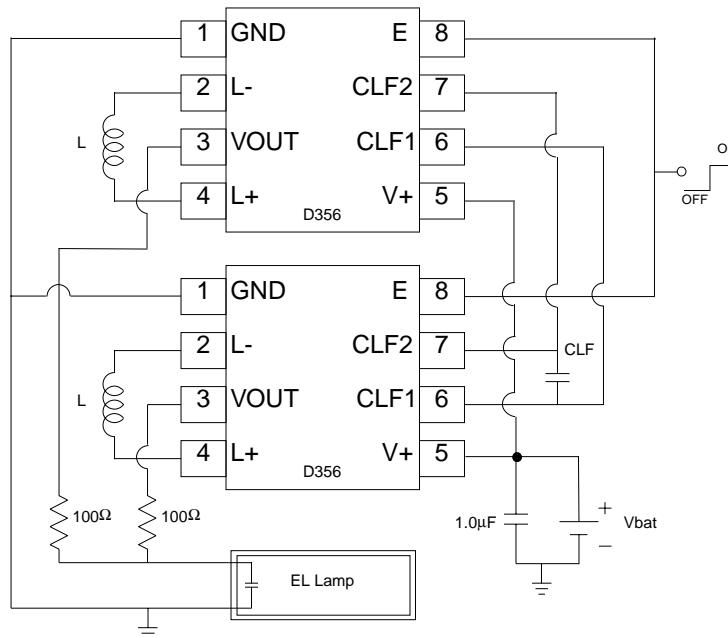 1 GND E 8
2 L- CLF2 7
L
3 VOUT CLF1 6
4 L+ V+ 5
D356
O
OFF
1 GND E 8
2 L- CLF2 7
CLF
L
3 VOUT CLF1 6
4 L+ V+ 5
D356
100Ω 100Ω 1.0µF + Vbat
−
EL Lamp